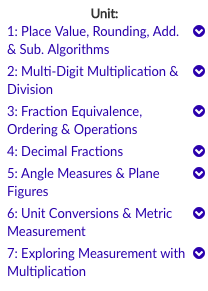 Unit:
1: Place Value, Rounding, Add.
& Sub. Algorithms
2: Multi-Digit Multiplication &
Division
3: Fraction Equivalence,
Ordering & Operations
4: Decimal Fractions
5: Angle Measures & Plane
Figures
6: Unit Conversions & Metric
Measurement
7: Exploring Measurement with
Multiplication